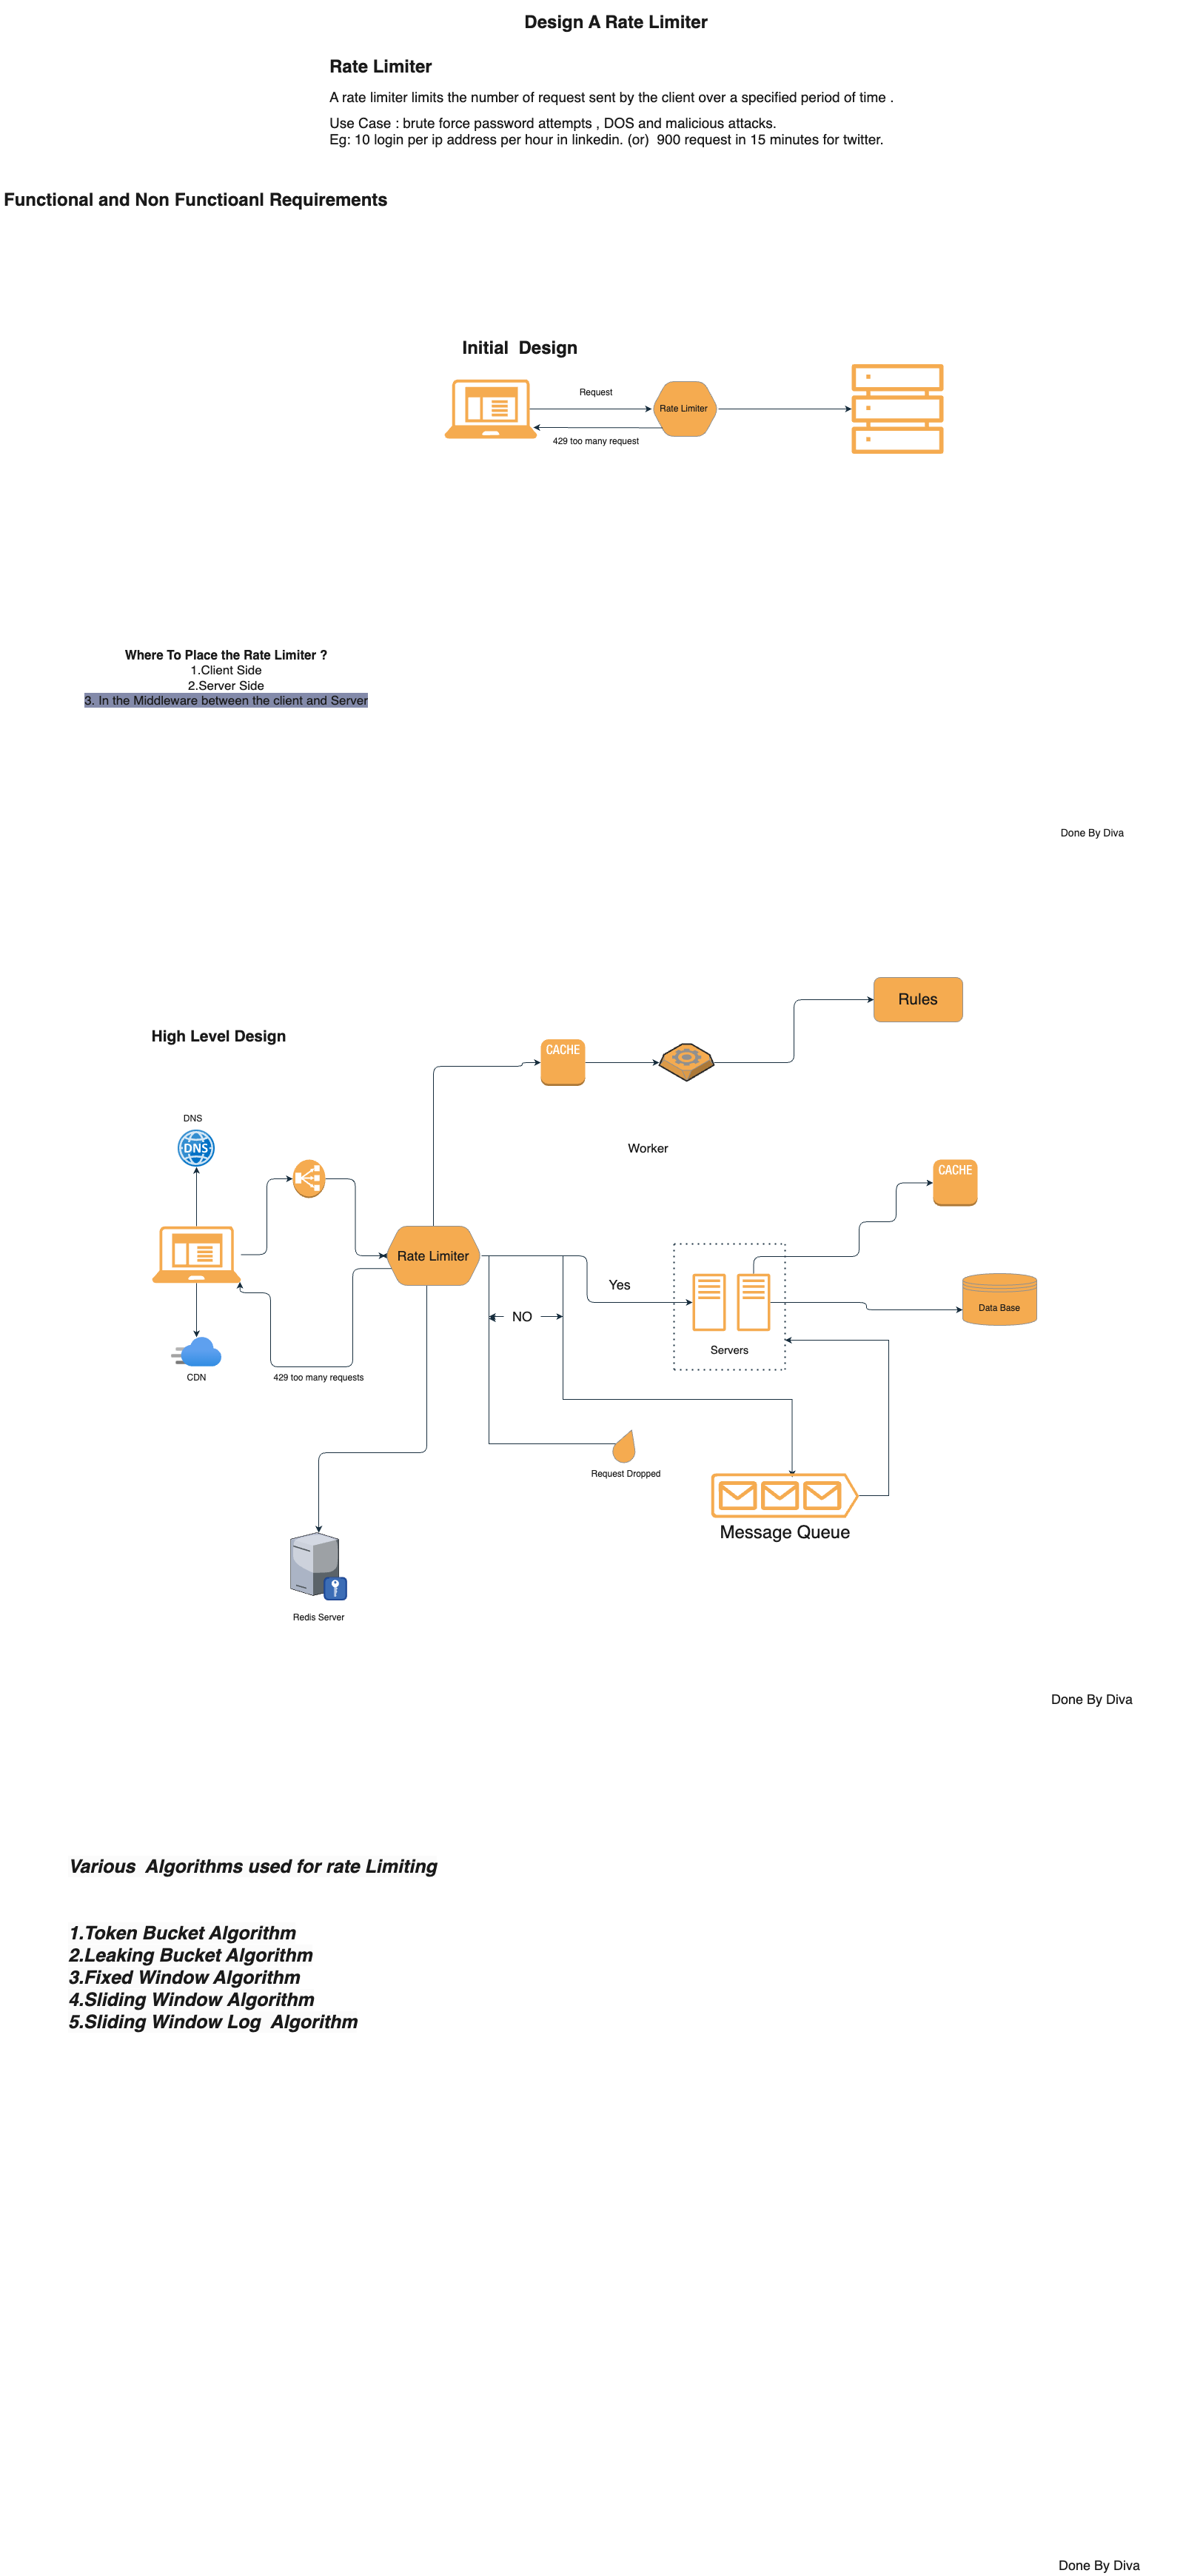 Design A Rate Limiter
Rate Limiter
A rate limiter limits the number of request sent by the client over a specified period of time .
Use Case : brute force password attempts , DOS and malicious attacks.
Eg: 10 login per ip address per hour in linkedin. (or)  900 request in 15 minutes for twitter.
Functional and Non Functioanl Requirements
Initial  Design
Request
Rate Limiter
429 too many request
Where To Place the Rate Limiter ?
1.Client Side
2.Server Side
3. In the Middleware between the client and Server
Done By Diva
Rules
High Level Design
CACHE
DNS
DNS
Worker
CACHE
Rate Limiter
Yes
NO
Data Base
Servers
CDN
429 too many requests
Request Dropped
Message Queue
Redis Server
Done By Diva
Various  Algorithms used for rate Limiting
1.Token Bucket Algorithm
2.Leaking Bucket Algorithm
3.Fixed Window Algorithm
4.Sliding Window Algorithm
5.Sliding Window Log  Algorithm
Done By Diva